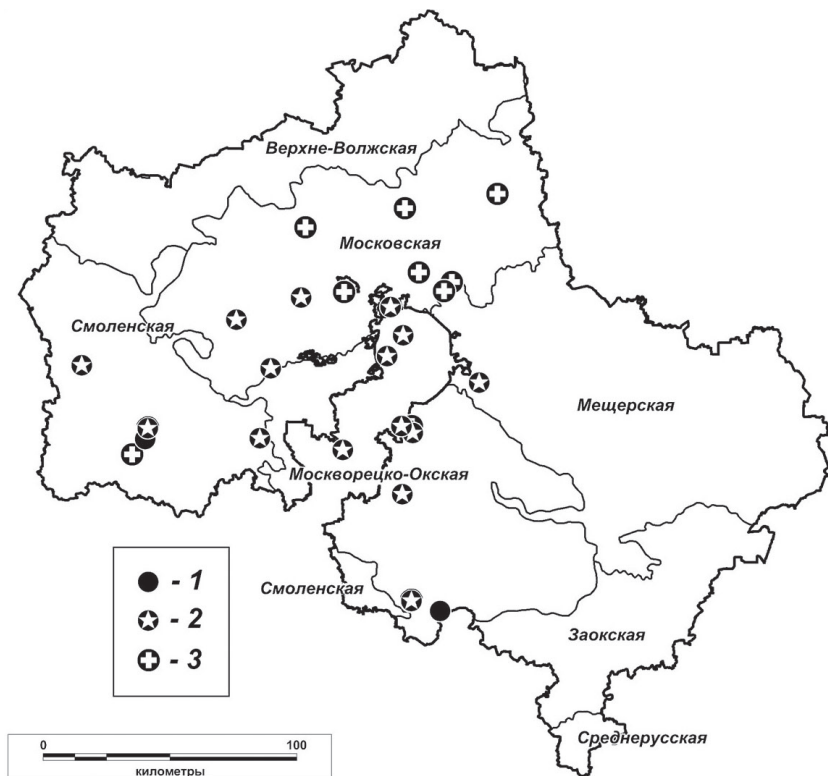 Верхне-Волжская
Московская
Смоленская
Мещерская
Москворецко-Окская
Смоленская
Заокская
Среднерусская
- 1
- 2
- 3
0 100
километры